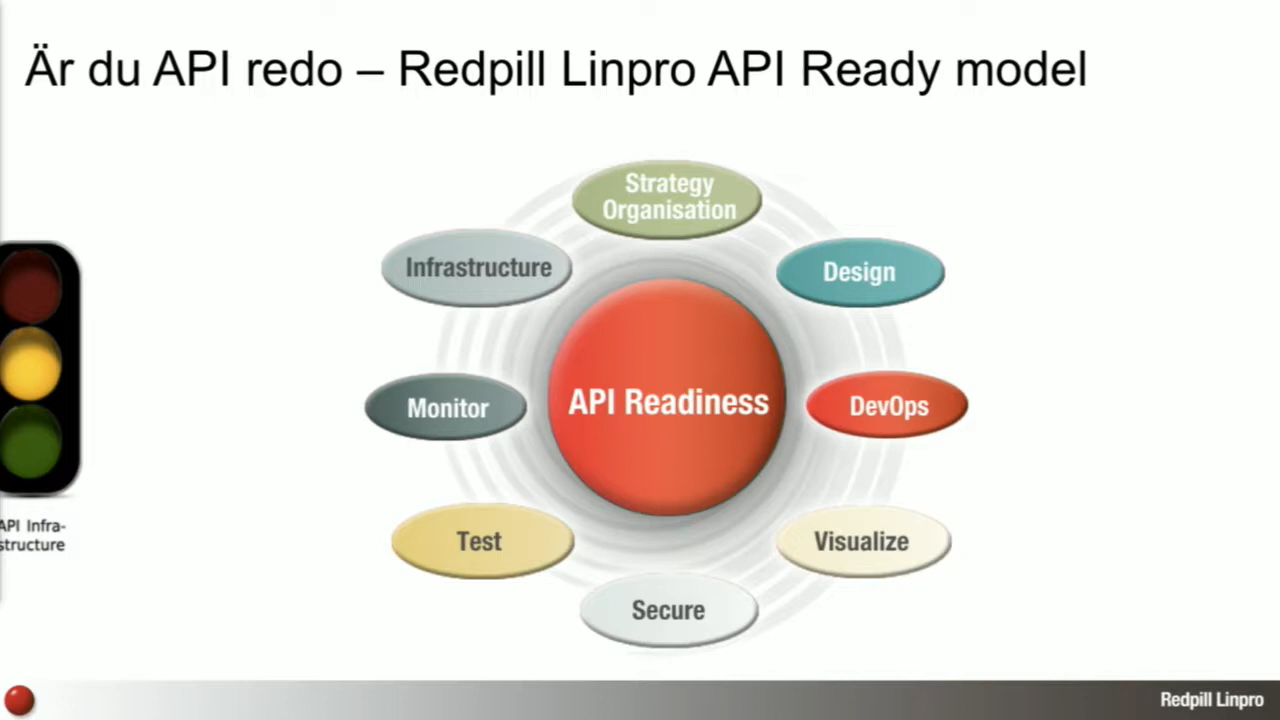 Är du API redo – Redpill Linpro API Ready model
Strategy
Organisation
Infrastructure
Design
API Readiness
Monitor
DevOps
Test
Visualize
Secure
API Infra-
structure
Redpill Linpro